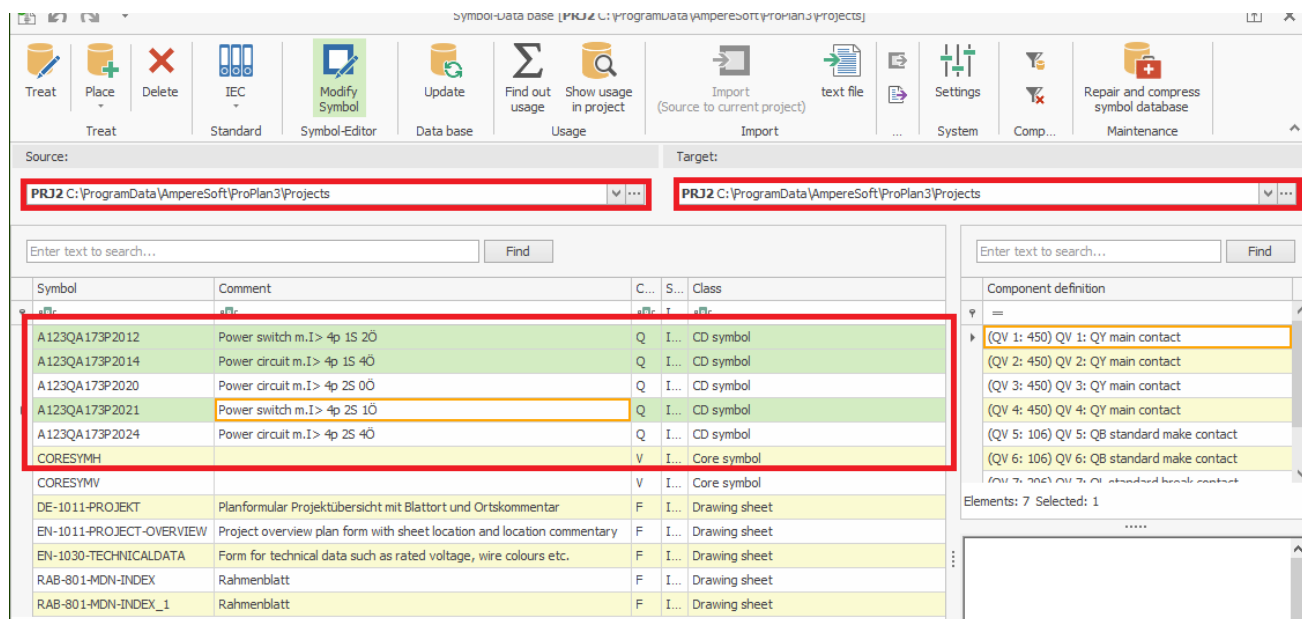 Symbol-Data base [PRJ2 C:\ProgramData\AmpereSoft\ProPlan3\Projects]
Treat
Place
Delete
IEC
Modify
Symbol
Update
Find out
usage
Show usage
in project
Import
(Source to current project)
text file
Settings
Repair and compress
symbol database
Treat
Standard
Symbol-Editor
Data base
Usage
Import
...
System
Comp...
Maintenance
Source:
Target:
PRJ2 C:\ProgramData\AmpereSoft\ProPlan3\Projects
PRJ2 C:\ProgramData\AmpereSoft\ProPlan3\Projects
Enter text to search...
Find
Enter text to search...
Find
Symbol Comment C... S... Class
Component definition
=
A123QA173P2012 Power switch m.I> 4p 1S 2Ö Q I... CD symbol
(QV 1: 450) QV 1: QY main contact
A123QA173P2014 Power circuit m.I> 4p 1S 4Ö Q I... CD symbol
(QV 2: 450) QV 2: QY main contact
A123QA173P2020 Power circuit m.I> 4p 2S 0Ö Q I... CD symbol
(QV 3: 450) QV 3: QY main contact
A123QA173P2021 Power switch m.I> 4p 2S 1Ö Q I... CD symbol
(QV 4: 450) QV 4: QY main contact
A123QA173P2024 Power circuit m.I> 4p 2S 4Ö Q I... CD symbol
(QV 5: 106) QV 5: QB standard make contact
CORESYMH V I... Core symbol
(QV 6: 106) QV 6: QB standard make contact
CORESYMV V I... Core symbol
(QV 7: 206) QV 7: QL standard break contact
DE-1011-PROJEKT Planformular Projektübersicht mit Blattort und Ortskommentar F I... Drawing sheet
Elements: 7 Selected: 1
EN-1011-PROJECT-OVERVIEW Project overview plan form with sheet location and location commentary F I... Drawing sheet
EN-1030-TECHNICALDATA Form for technical data such as rated voltage, wire colours etc. F I... Drawing sheet
RAB-801-MDN-INDEX Rahmenblatt F I... Drawing sheet
RAB-801-MDN-INDEX_1 Rahmenblatt F I... Drawing sheet